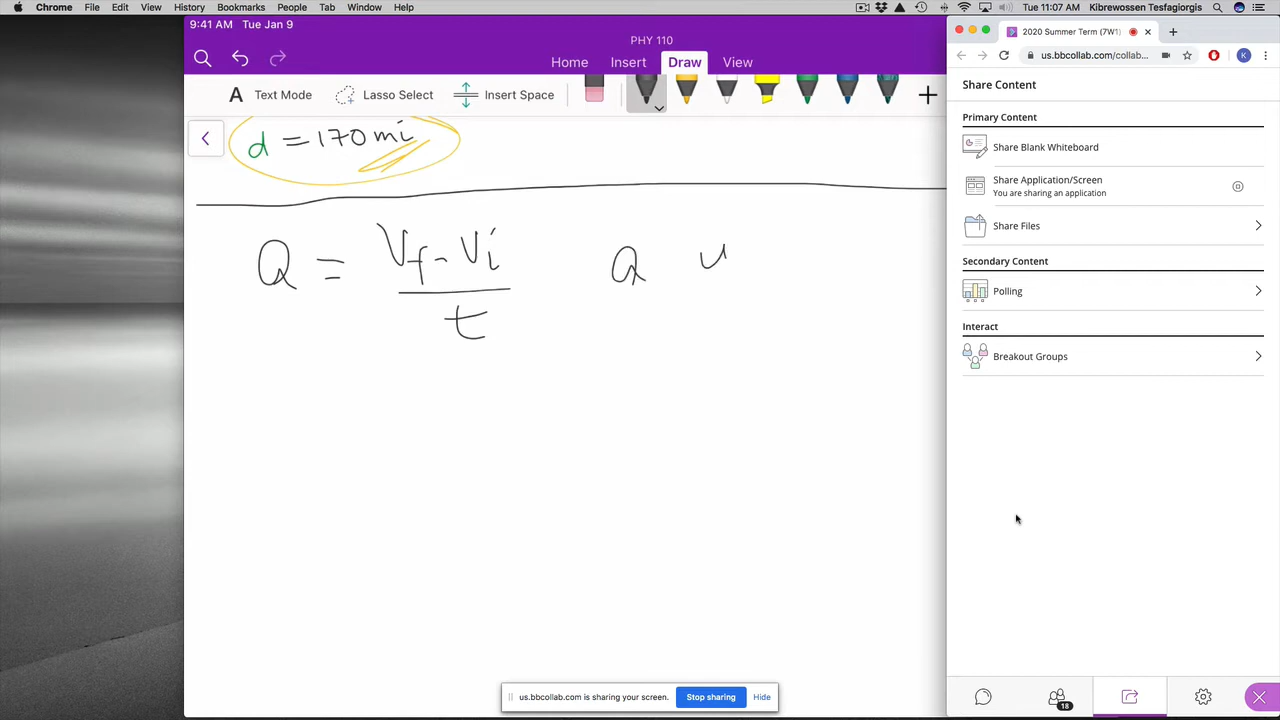 Chrome File Edit View History Bookmarks People Tab Window Help
Tue 11:07 AM Kibrewossen Tesfagiorgis
9:41 AM Tue Jan 9
PHY 110
Home Insert Draw View
A Text Mode Lasso Select Insert Space
d = 170 mi
a = Vf - Vi
t
a
2020 Summer Term (7W1)
us.bbcollab.com/collab...
K
Share Content
Primary Content
Share Blank Whiteboard
Share Application/Screen
You are sharing an application
Share Files
Secondary Content
Polling
Interact
Breakout Groups
18
us.bbcollab.com is sharing your screen. Stop sharing Hide